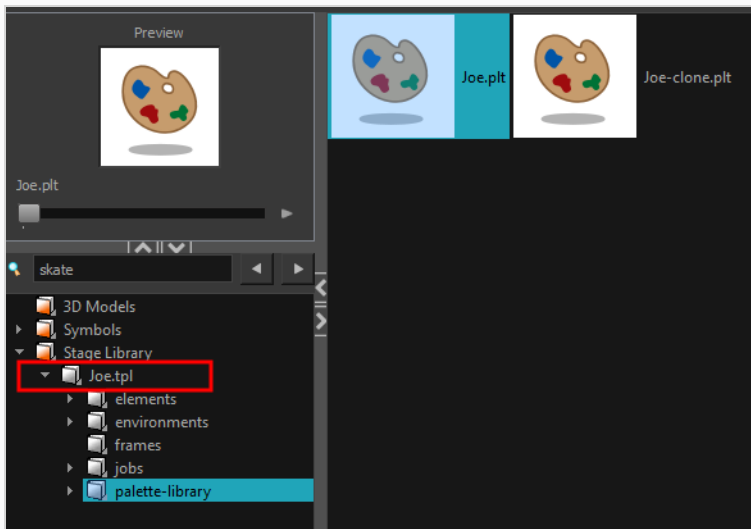 Preview
Joe.plt
skate
3D Models
Symbols
Stage Library
Joe.tpl
elements
environments
frames
jobs
palette-library
Joe.plt
Joe-clone.plt